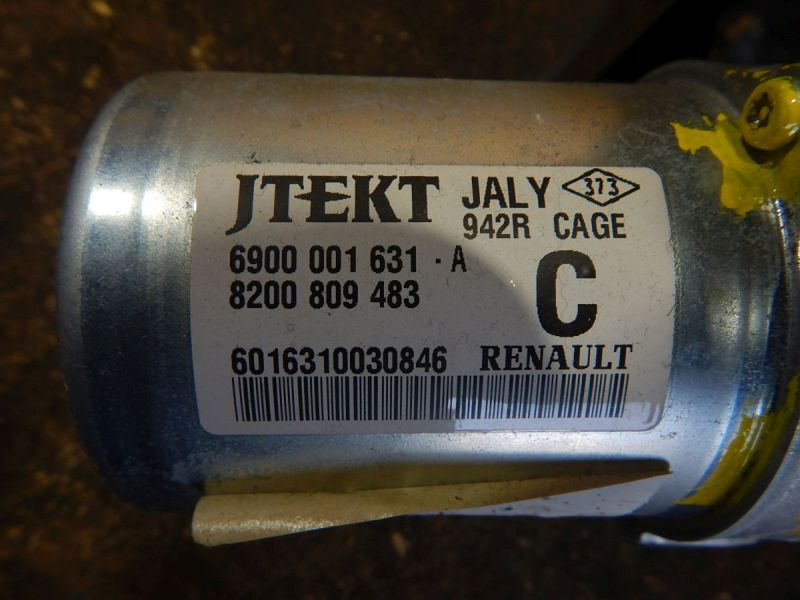 JTEKT JALY 373
942R CAGE
6900 001 631 · A
8200 809 483
C
6016310030846 RENAULT